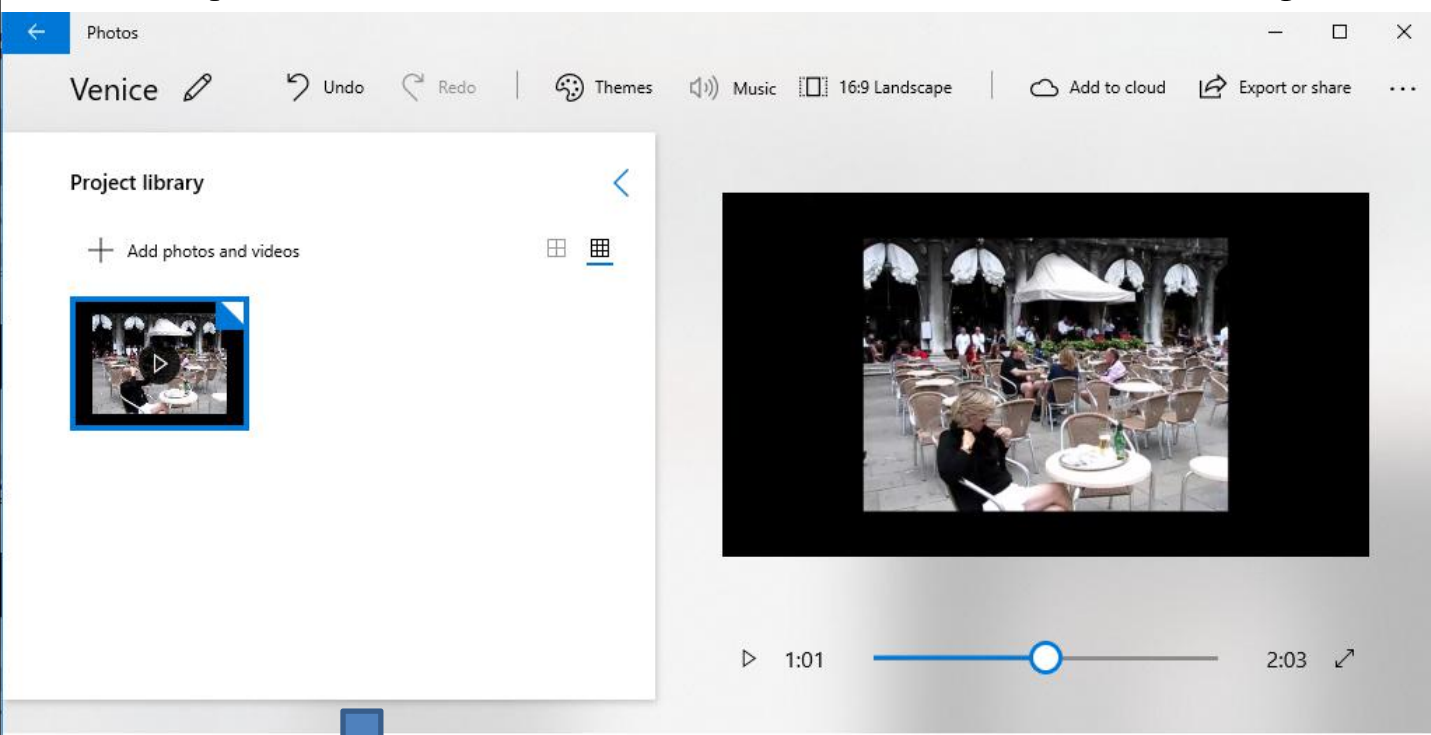 Photos
Venice Undo Redo Themes Music 16:9 Landscape Add to cloud Export or share ...
Project library
Add photos and videos
1:01 2:03